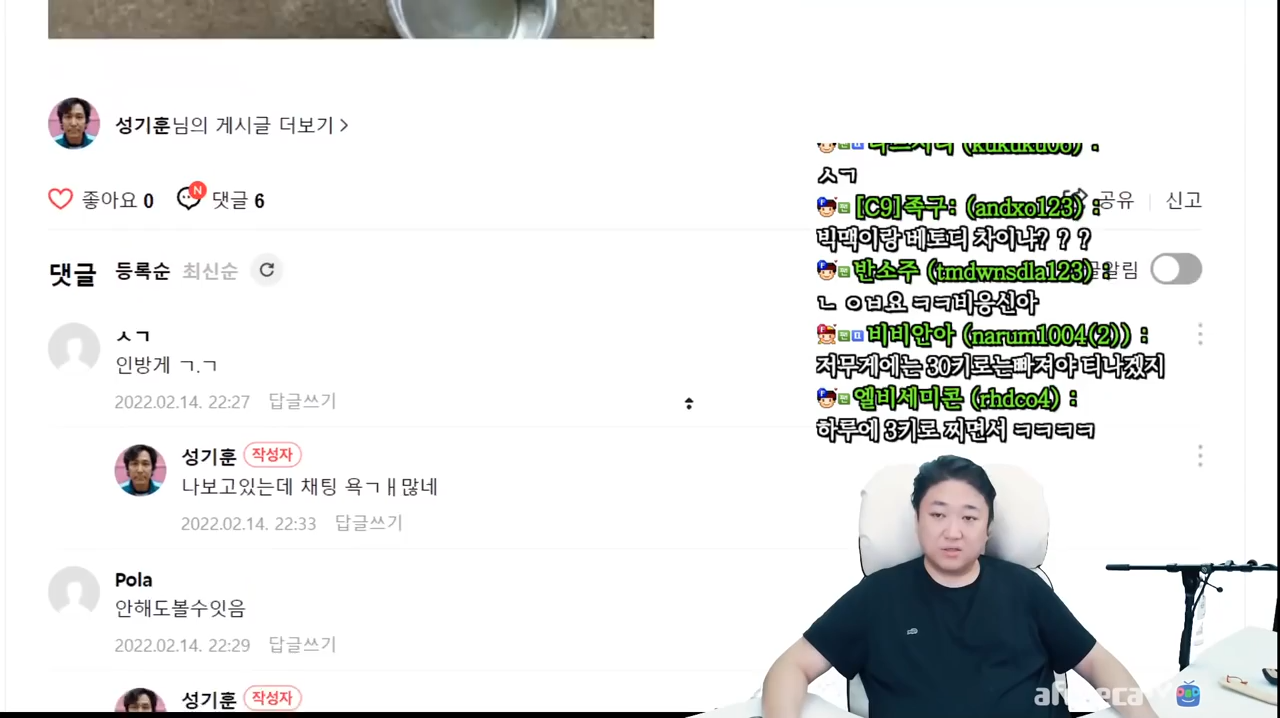 성기훈님의 게시글 더보기 >
좋아요 0 댓글 6
공유 | 신고
댓글 등록순 최신순
알림
ㅅㄱ
인방게 ㄱ.ㄱ
2022.02.14. 22:27 답글쓰기
성기훈 작성자
나보고있는데 채팅 욕ㄱㅐ많네
2022.02.14. 22:33 답글쓰기
Pola
안해도볼수잇음
2022.02.14. 22:29 답글쓰기
성기훈 작성자
(kukuku06) :
ㅅㄱ
[C9]족구: (andxo123) :
빅맥이랑 베토디 차이냐? ? ?
반소주 (tmdwnsdla123) :
ㄴ ㅇㅂ요 ㅋㅋ비응신아
비비안아 (narum1004(2)) :
저무게에는 30키로는빠져야 티나겠지
엘비세미콘 (rhdco4) :
하루에 3키로 찌면서 ㅋㅋㅋㅋ
N